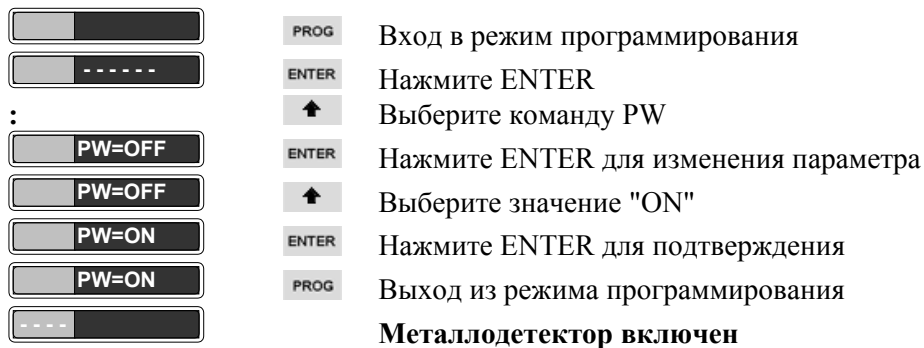 PROG Вход в режим программирования
- - - - - - ENTER Нажмите ENTER
: Выберите команду PW
PW=OFF ENTER Нажмите ENTER для изменения параметра
PW=OFF Выберите значение "ON"
PW=ON ENTER Нажмите ENTER для подтверждения
PW=ON PROG Выход из режима программирования
- - - - Металлодетектор включен